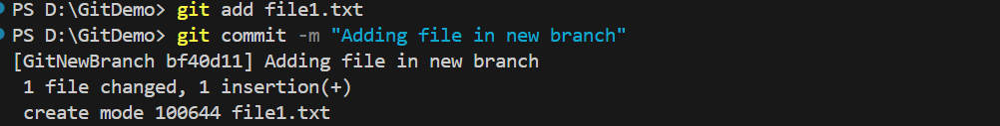 PS D:\GitDemo> git add file1.txt
PS D:\GitDemo> git commit -m "Adding file in new branch"
[GitNewBranch bf40d11] Adding file in new branch
 1 file changed, 1 insertion(+)
 create mode 100644 file1.txt